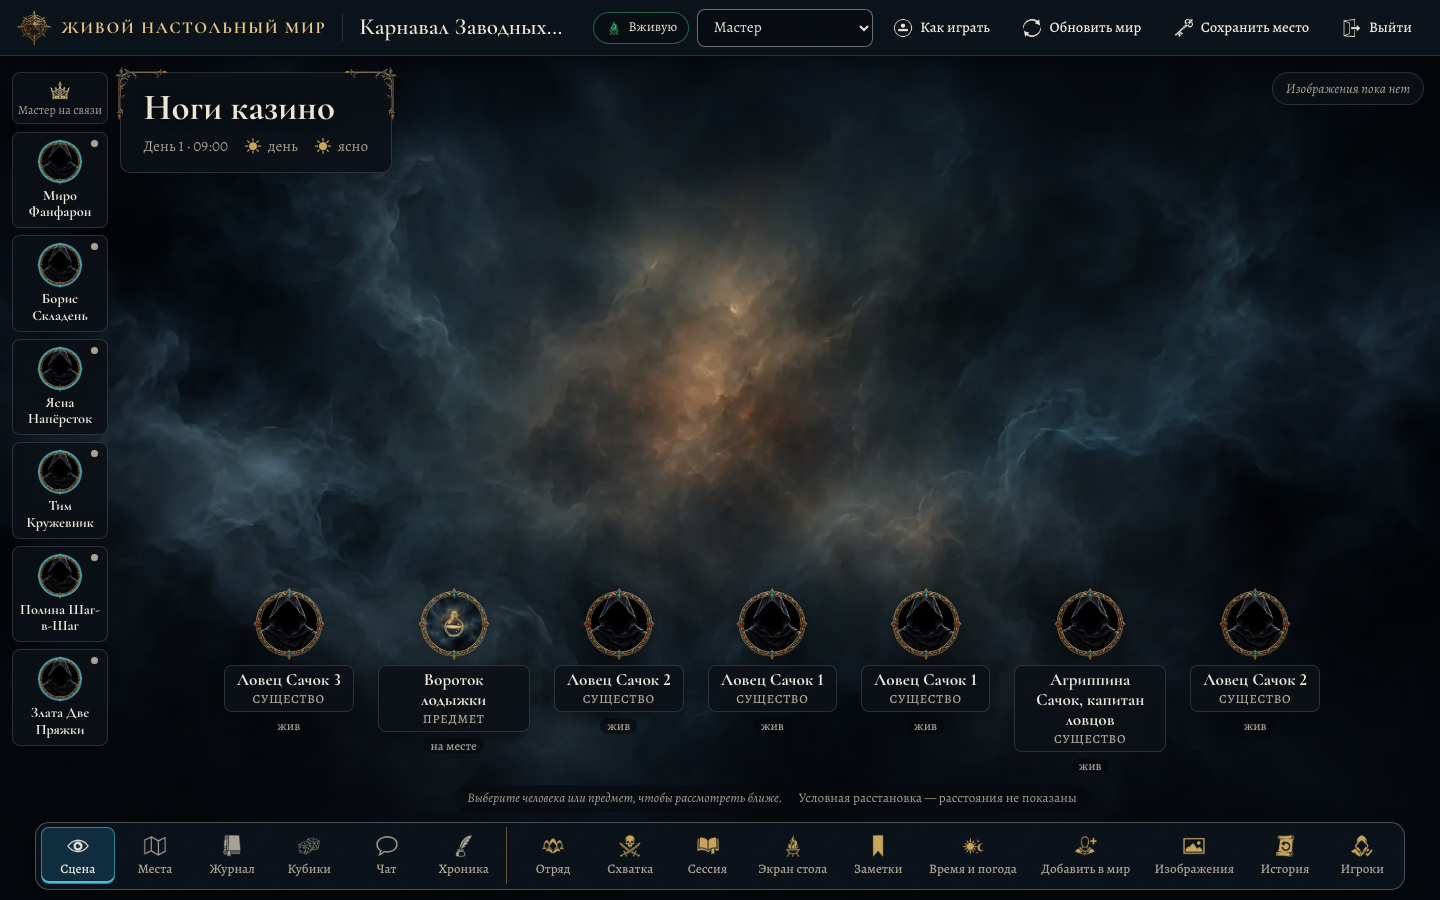 ЖИВОЙ НАСТОЛЬНЫЙ МИР
Карнавал Заводных...
Вживую
Мастер
Как играть
Обновить мир
Сохранить место
Выйти
Мастер на связи
Ноги казино
День 1 · 09:00
день
ясно
Изображения пока нет
Миро
Фанфарон
Борис
Складень
Ясна
Напёрсток
Тим
Кружевник
Полина Шаг-
в-Шаг
Злата Две
Пряжки
Ловец Сачок 3
СУЩЕСТВО
жив
Вороток
лодыжки
ПРЕДМЕТ
на месте
Ловец Сачок 2
СУЩЕСТВО
жив
Ловец Сачок 1
СУЩЕСТВО
жив
Ловец Сачок 1
СУЩЕСТВО
жив
Агриппина
Сачок, капитан
ловцов
СУЩЕСТВО
жив
Ловец Сачок 2
СУЩЕСТВО
жив
Выберите человека или предмет, чтобы рассмотреть ближе.
Условная расстановка — расстояния не показаны
Сцена
Места
Журнал
Кубики
Чат
Хроника
Отряд
Схватка
Сессия
Экран стола
Заметки
Время и погода
Добавить в мир
Изображения
История
Игроки